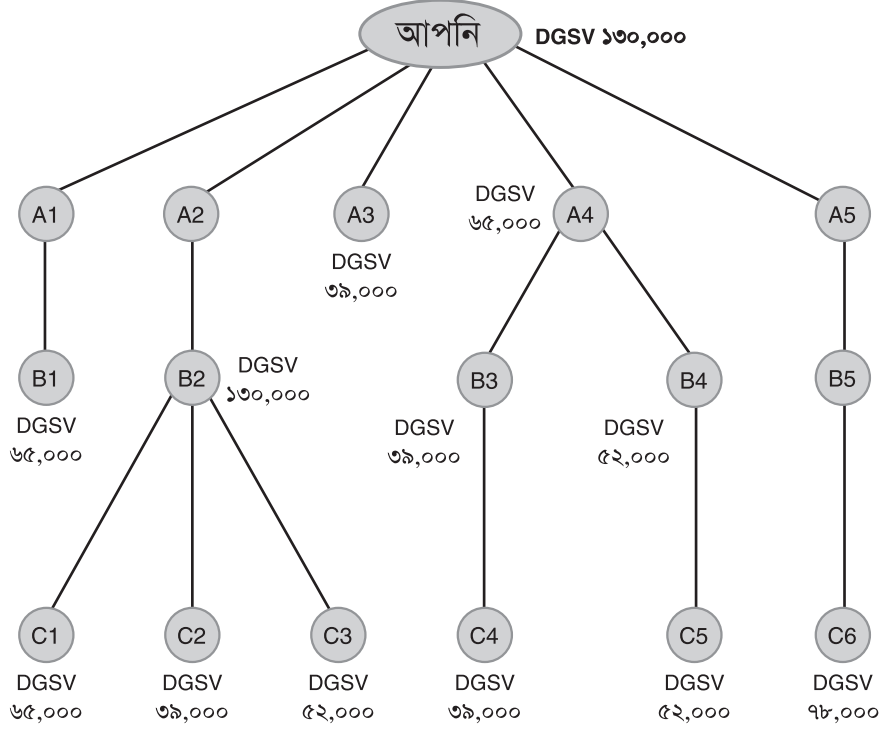 আপনি
DGSV ১৩০,০০০
A1
A2
A3
DGSV
৩৯,০০০
DGSV
৬৫,০০০
A4
A5
B1
DGSV
৬৫,০০০
B2
DGSV
১৩০,০০০
B3
DGSV
৩৯,০০০
B4
DGSV
৫২,০০০
B5
C1
DGSV
৬৫,০০০
C2
DGSV
৩৯,০০০
C3
DGSV
৫২,০০০
C4
DGSV
৩৯,০০০
C5
DGSV
৫২,০০০
C6
DGSV
৭৮,০০০